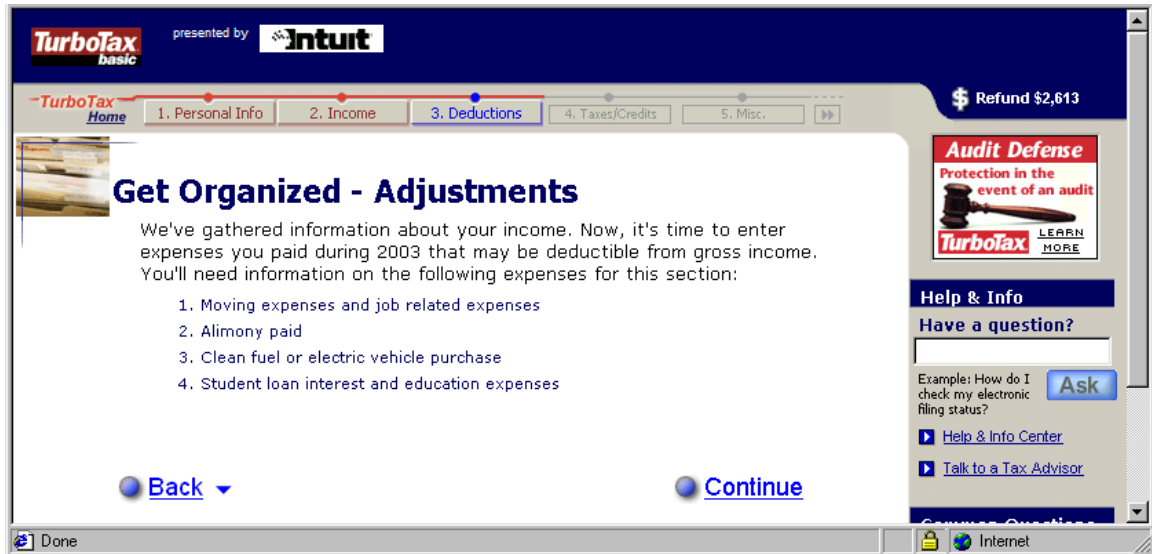 TurboTax
basic
presented by
Intuit
TurboTax
Home
1. Personal Info
2. Income
3. Deductions
4. Taxes/Credits
5. Misc.
Refund $2,613
Get Organized - Adjustments
We've gathered information about your income. Now, it's time to enter
expenses you paid during 2003 that may be deductible from gross income.
You'll need information on the following expenses for this section:
1. Moving expenses and job related expenses
2. Alimony paid
3. Clean fuel or electric vehicle purchase
4. Student loan interest and education expenses
Back
Continue
Audit Defense
Protection in the
event of an audit
TurboTax
LEARN
MORE
Help & Info
Have a question?
Example: How do I
check my electronic
filing status?
Ask
Help & Info Center
Talk to a Tax Advisor
Common Questions
Done
Internet